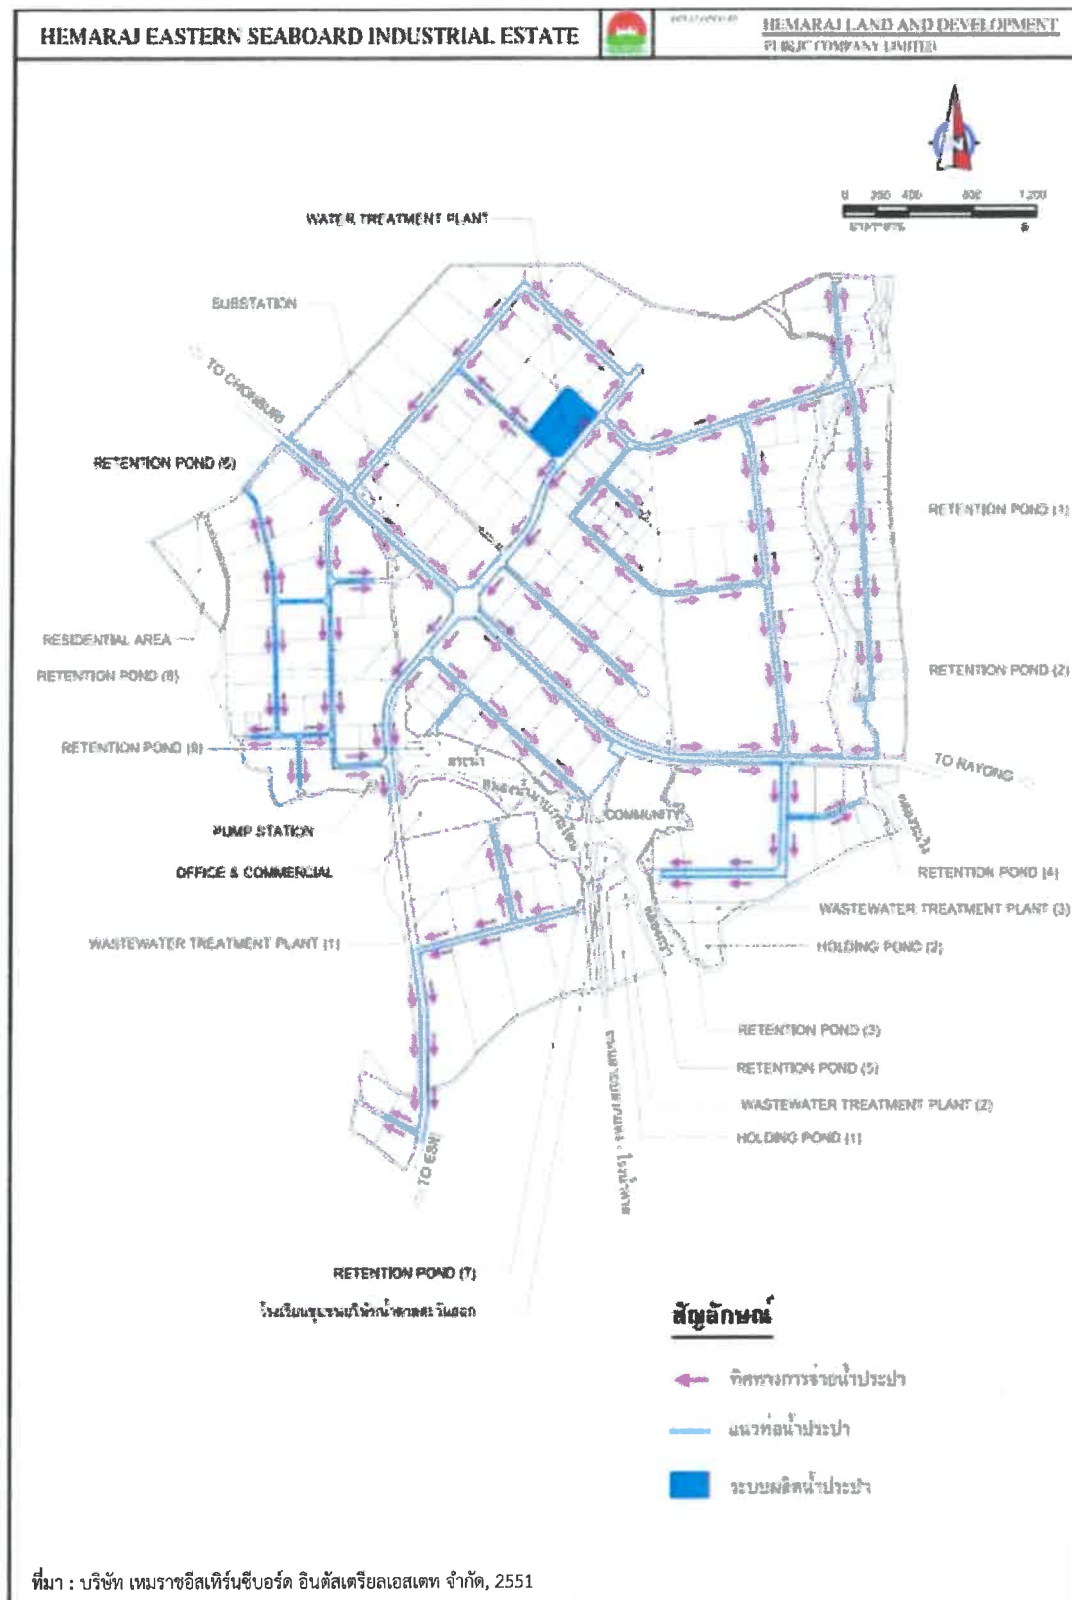 HEMARAJ EASTERN SEABOARD INDUSTRIAL ESTATE
HEMARAJ LAND AND DEVELOPMENT
PUBLIC COMPANY LIMITED
0 200 400 800 1,200
WATER TREATMENT PLANT
SUBSTATION
TO CHONBURI
RETENTION POND (6)
RETENTION POND (1)
RESIDENTIAL AREA
RETENTION POND (8)
RETENTION POND (2)
RETENTION POND (9)
TO RAYONG
COMMUNITY
PUMP STATION
OFFICE & COMMERCIAL
RETENTION POND (4)
WASTEWATER TREATMENT PLANT (3)
WASTEWATER TREATMENT PLANT (1)
HOLDING POND (2)
RETENTION POND (3)
RETENTION POND (5)
WASTEWATER TREATMENT PLANT (2)
HOLDING POND (1)
TO ESIE
RETENTION POND (7)
สัญลักษณ์
ทิศทางการจ่ายน้ำประปา
แนวท่อน้ำประปา
ระบบผลิตน้ำประปา
ที่มา : บริษัท เหมราชอีสเทิร์นซีบอร์ด อินดัสเตรียลเอสเตท จำกัด, 2551